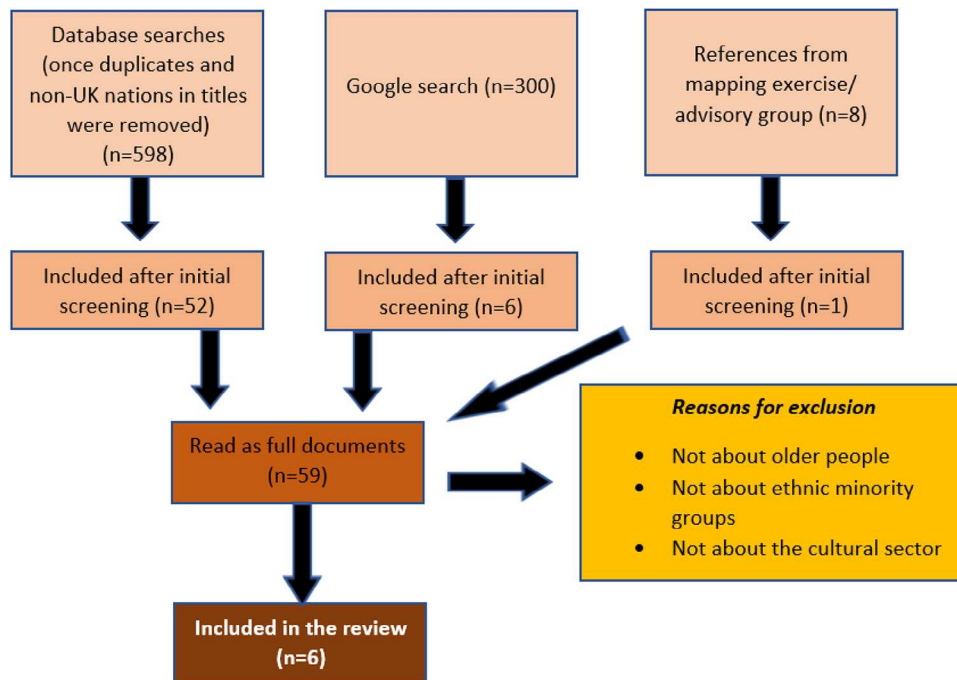 Database searches
(once duplicates and
non-UK nations in titles
were removed)
(n=598)
Google search (n=300)
References from
mapping exercise/
advisory group (n=8)
Included after initial
screening (n=52)
Included after initial
screening (n=6)
Included after initial
screening (n=1)
Read as full documents
(n=59)
Reasons for exclusion
• Not about older people
• Not about ethnic minority
groups
• Not about the cultural sector
Included in the review
(n=6)